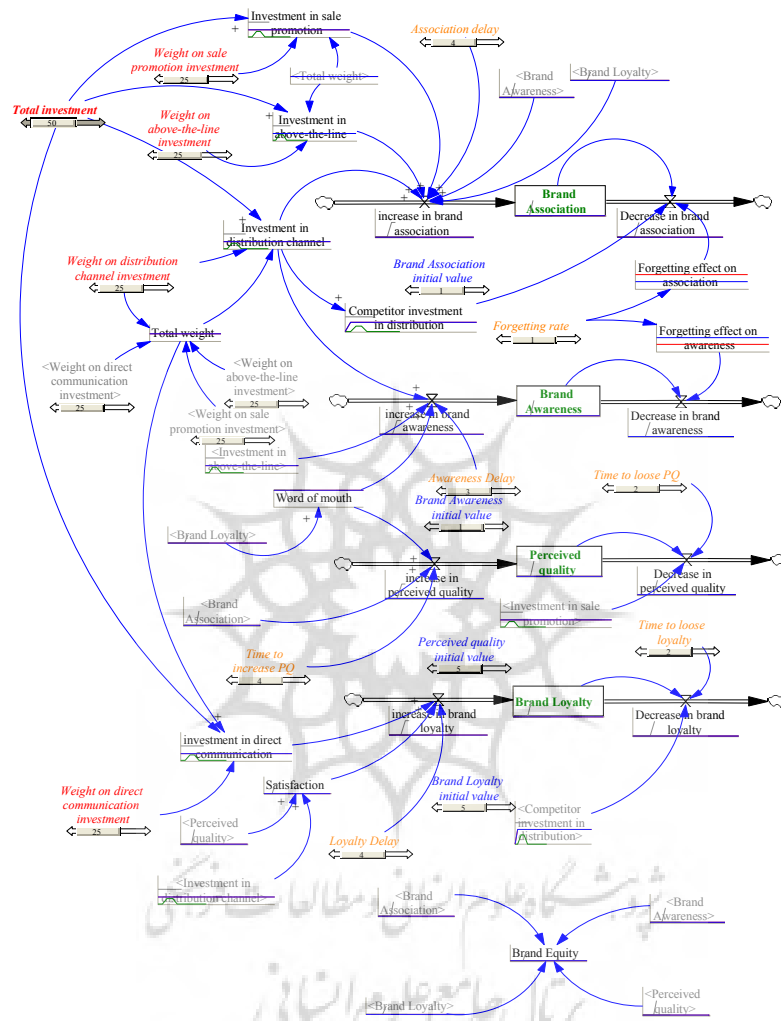 Investment in sale
promotion
+
Association delay
4
Weight on sale
promotion investment
25
<Total weight>
<Brand
Awareness>
<Brand Loyalty>
Total investment
50
Weight on
above-the-line
investment
25
+
Investment in
above-the-line
+
+
+
+
+
increase in brand
association
Brand
Association
Decrease in brand
association
+
Investment in
distribution channel
Weight on distribution
channel investment
25
Brand Association
initial value
1
+
Competitor investment
in distribution
Forgetting effect on
association
Forgetting rate
1
Forgetting effect on
awareness
Total weight
<Weight on direct
communication
investment>
25
<Weight on
above-the-line
investment>
25
<Weight on sale
promotion investment>
25
+
+
increase in brand
awareness
Brand
Awareness
Decrease in brand
awareness
<Investment in
above-the-line>
Awareness Delay
3
Time to loose PQ
2
Word of mouth
+
Brand Awareness
initial value
1
<Brand Loyalty>
+
+
increase in
perceived quality
Perceived
quality
Decrease in
perceived quality
<Brand
Association>
<Investment in sale
promotion>
Time to
increase PQ
4
Perceived quality
initial value
5
Time to loose
loyalty
2
+
+
increase in brand
loyalty
Brand Loyalty
Decrease in brand
loyalty
+
investment in direct
communication
Satisfaction
+
+
Weight on direct
communication
investment
25
<Perceived
quality>
Brand Loyalty
initial value
5
<Competitor
investment in
distribution>
Loyalty Delay
4
<Investment in
distribution channel>
پژوهشگاه علوم انسانی و مطالعات فرهنگی
<Brand
Association>
<Brand
Awareness>
Brand Equity
پرتال جامع علوم انسانی
<Brand Loyalty>
<Perceived
quality>